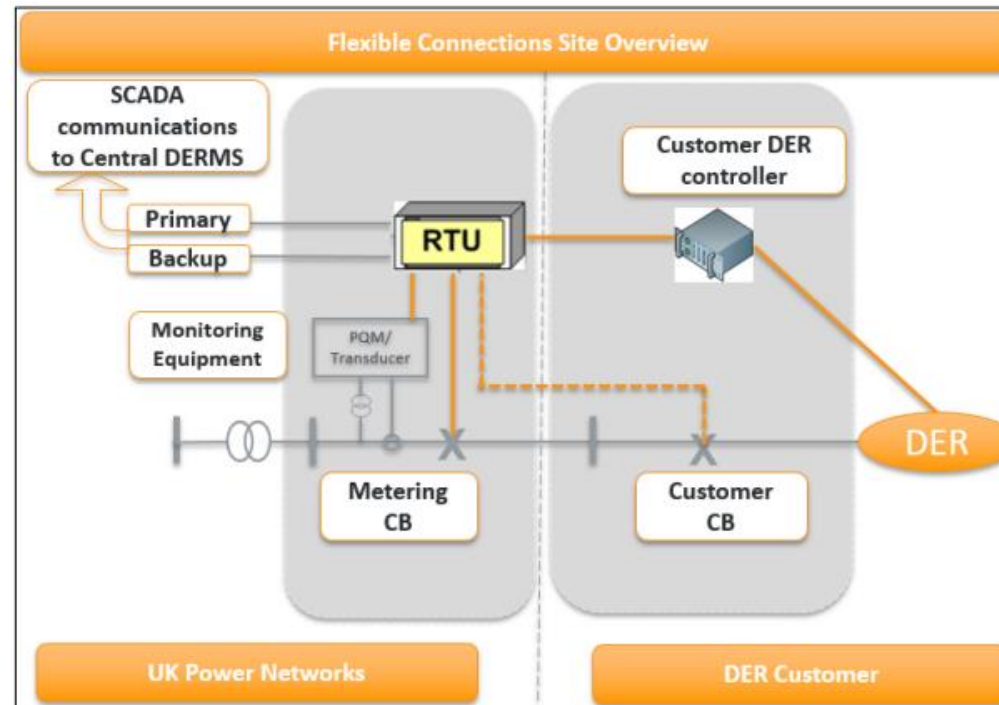 Flexible Connections Site Overview
SCADA
communications
to Central DERMS
Customer DER
controller
Primary
RTU
Backup
Monitoring
Equipment
PQM/
Transducer
DER
Metering
CB
Customer
CB
UK Power Networks
DER Customer